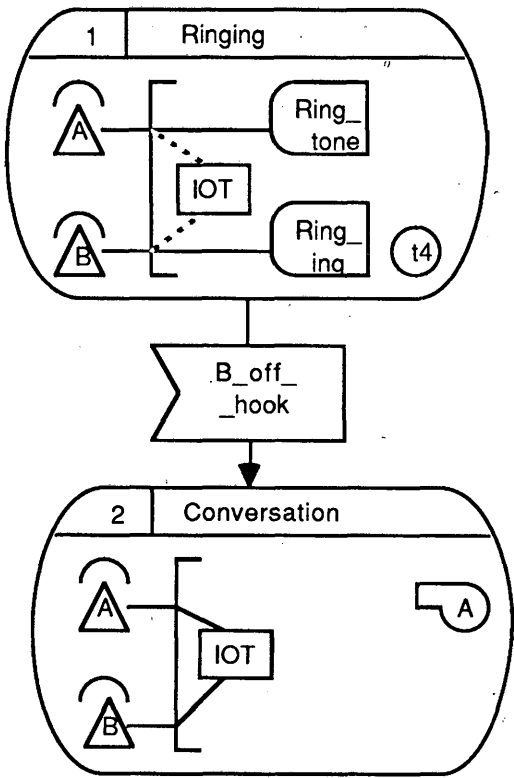 1 Ringing
A
Ring_
tone
IOT
B
Ring_
ing
t4
B_off_
_hook
2 Conversation
A
A
IOT
B